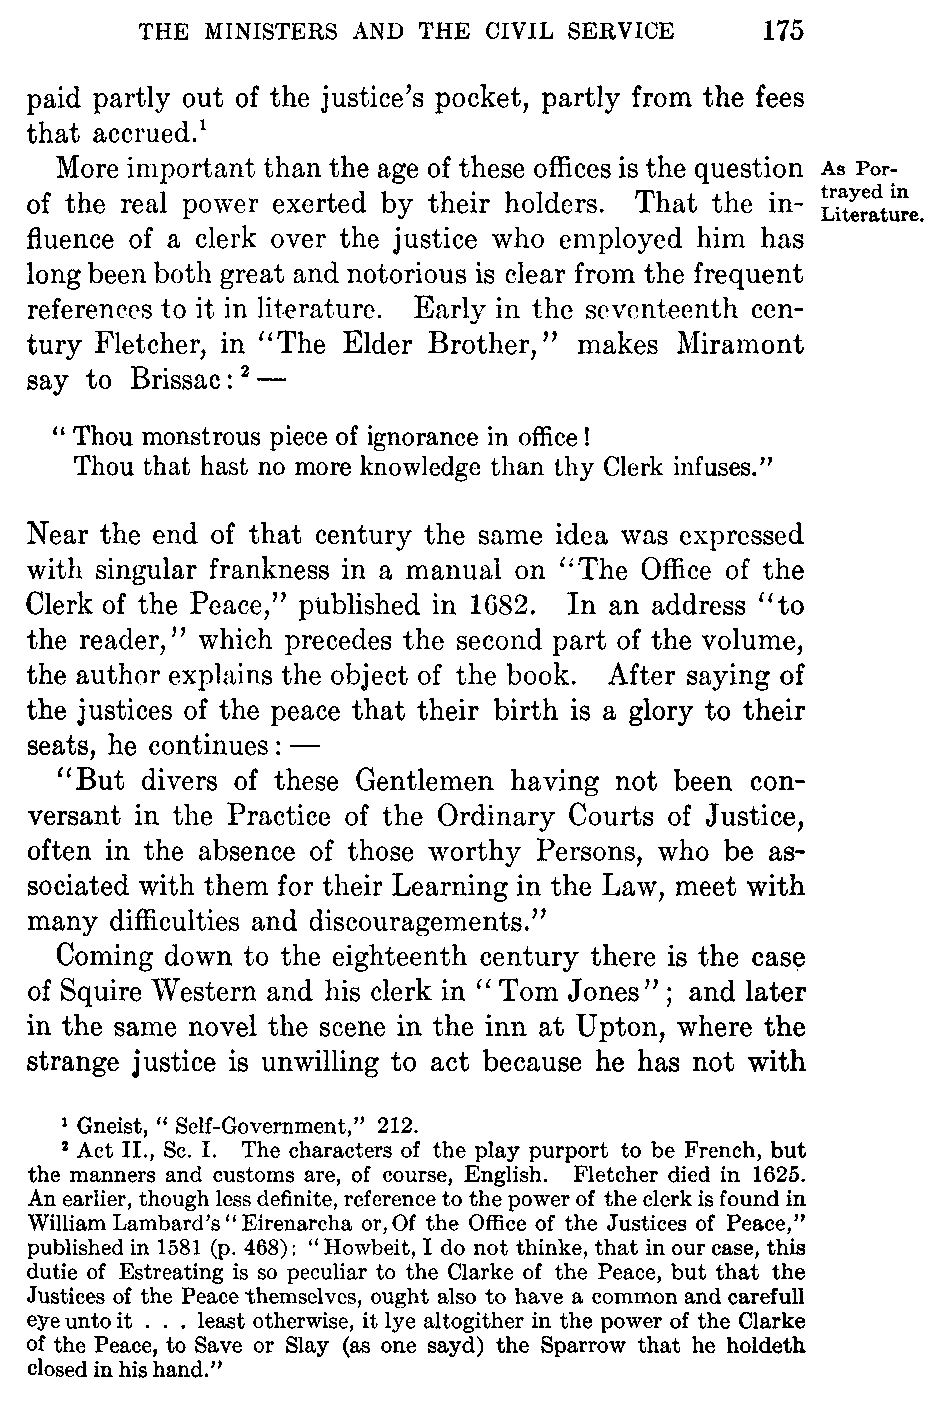 THE MINISTERS AND THE CIVIL SERVICE 175
paid partly out of the justice's pocket, partly from the fees
that accrued.¹
More important than the age of these offices is the question
As Por-
of the real power exerted by their holders. That the in-
trayed in
Literature.
fluence of a clerk over the justice who employed him has
long been both great and notorious is clear from the frequent
references to it in literature. Early in the seventeenth cen-
tury Fletcher, in "The Elder Brother," makes Miramont
say to Brissac:² —
"Thou monstrous piece of ignorance in office!
Thou that hast no more knowledge than thy Clerk infuses."
Near the end of that century the same idea was expressed
with singular frankness in a manual on "The Office of the
Clerk of the Peace," published in 1682. In an address "to
the reader," which precedes the second part of the volume,
the author explains the object of the book. After saying of
the justices of the peace that their birth is a glory to their
seats, he continues: —
"But divers of these Gentlemen having not been con-
versant in the Practice of the Ordinary Courts of Justice,
often in the absence of those worthy Persons, who be as-
sociated with them for their Learning in the Law, meet with
many difficulties and discouragements."
Coming down to the eighteenth century there is the case
of Squire Western and his clerk in "Tom Jones"; and later
in the same novel the scene in the inn at Upton, where the
strange justice is unwilling to act because he has not with
¹ Gneist, "Self-Government," 212.
² Act II., Sc. I. The characters of the play purport to be French, but
the manners and customs are, of course, English. Fletcher died in 1625.
An earlier, though less definite, reference to the power of the clerk is found in
William Lambard's "Eirenarcha or, Of the Office of the Justices of Peace,"
published in 1581 (p. 468): "Howbeit, I do not thinke, that in our case, this
dutie of Estreating is so peculiar to the Clarke of the Peace, but that the
Justices of the Peace themselves, ought also to have a common and carefull
eye unto it . . . least otherwise, it lye altogither in the power of the Clarke
of the Peace, to Save or Slay (as one sayd) the Sparrow that he holdeth
closed in his hand."